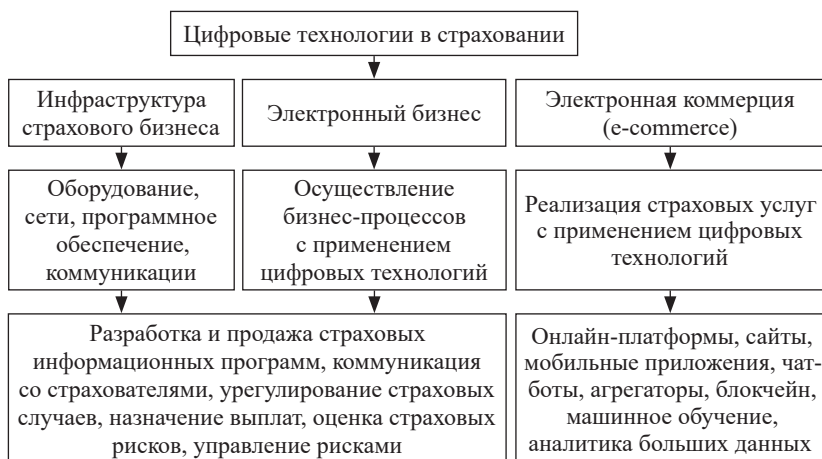 Цифровые технологии в страховании
Инфраструктура
страхового бизнеса
Электронный бизнес
Электронная коммерция
(e-commerce)
Оборудование,
сети, программное
обеспечение,
коммуникации
Осуществление
бизнес-процессов
с применением
цифровых технологий
Реализация страховых услуг
с применением цифровых
технологий
Разработка и продажа страховых
информационных программ, коммуникация
со страхователями, урегулирование страховых
случаев, назначение выплат, оценка страховых
рисков, управление рисками
Онлайн-платформы, сайты,
мобильные приложения, чат-
боты, агрегаторы, блокчейн,
машинное обучение,
аналитика больших данных